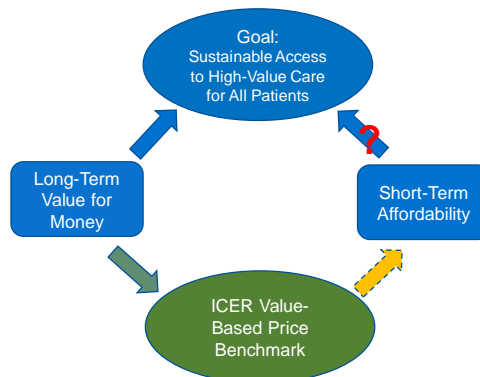 Goal:
Sustainable Access
to High-Value Care
for All Patients
?
Long-Term
Value for
Money
Short-Term
Affordability
ICER Value-
Based Price
Benchmark